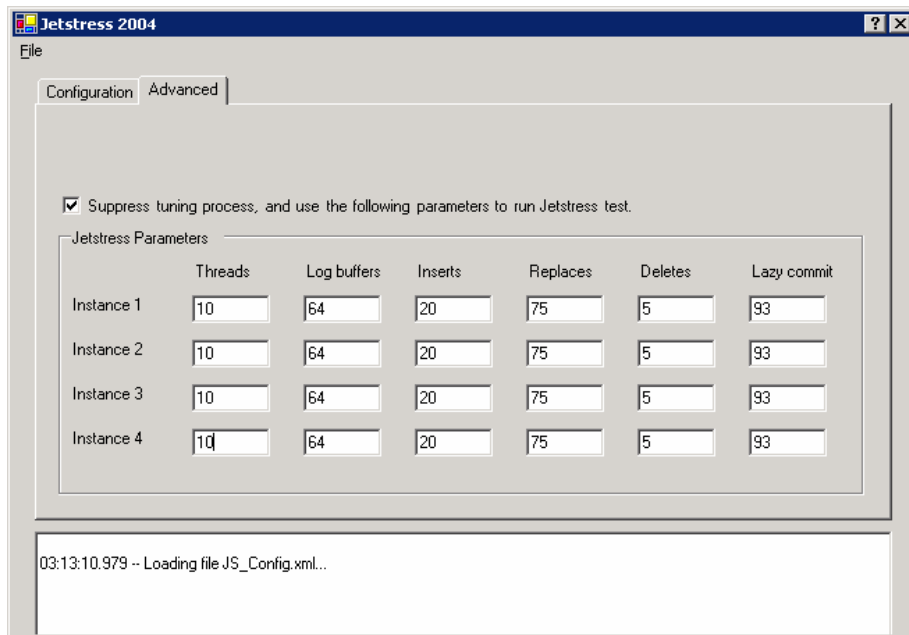 Jetstress 2004
File
Configuration Advanced
Suppress tuning process, and use the following parameters to run Jetstress test.
Jetstress Parameters
Threads Log buffers Inserts Replaces Deletes Lazy commit
Instance 1 10 64 20 75 5 93
Instance 2 10 64 20 75 5 93
Instance 3 10 64 20 75 5 93
Instance 4 10 64 20 75 5 93
03:13:10.979 -- Loading file JS_Config.xml...